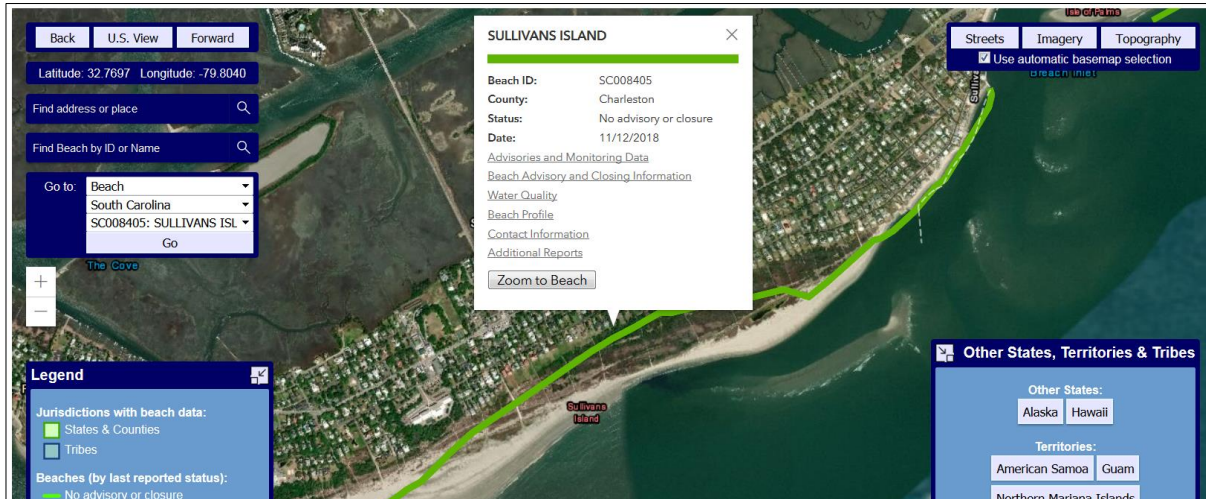 Back U.S. View Forward
Latitude: 32.7697 Longitude: -79.8040
Find address or place
Find Beach by ID or Name
Go to: Beach
South Carolina
SC008405: SULLIVANS ISL
Go
The Cove
+
−
Legend
Jurisdictions with beach data:
States & Counties
Tribes
Beaches (by last reported status):
No advisory or closure
SULLIVANS ISLAND
Beach ID: SC008405
County: Charleston
Status: No advisory or closure
Date: 11/12/2018
Advisories and Monitoring Data
Beach Advisory and Closing Information
Water Quality
Beach Profile
Contact Information
Additional Reports
Zoom to Beach
Sullivans
Island
Isle of Palms
Streets Imagery Topography
Use automatic basemap selection
Breach Inlet
Other States, Territories & Tribes
Other States:
Alaska Hawaii
Territories:
American Samoa Guam
Northern Mariana Islands